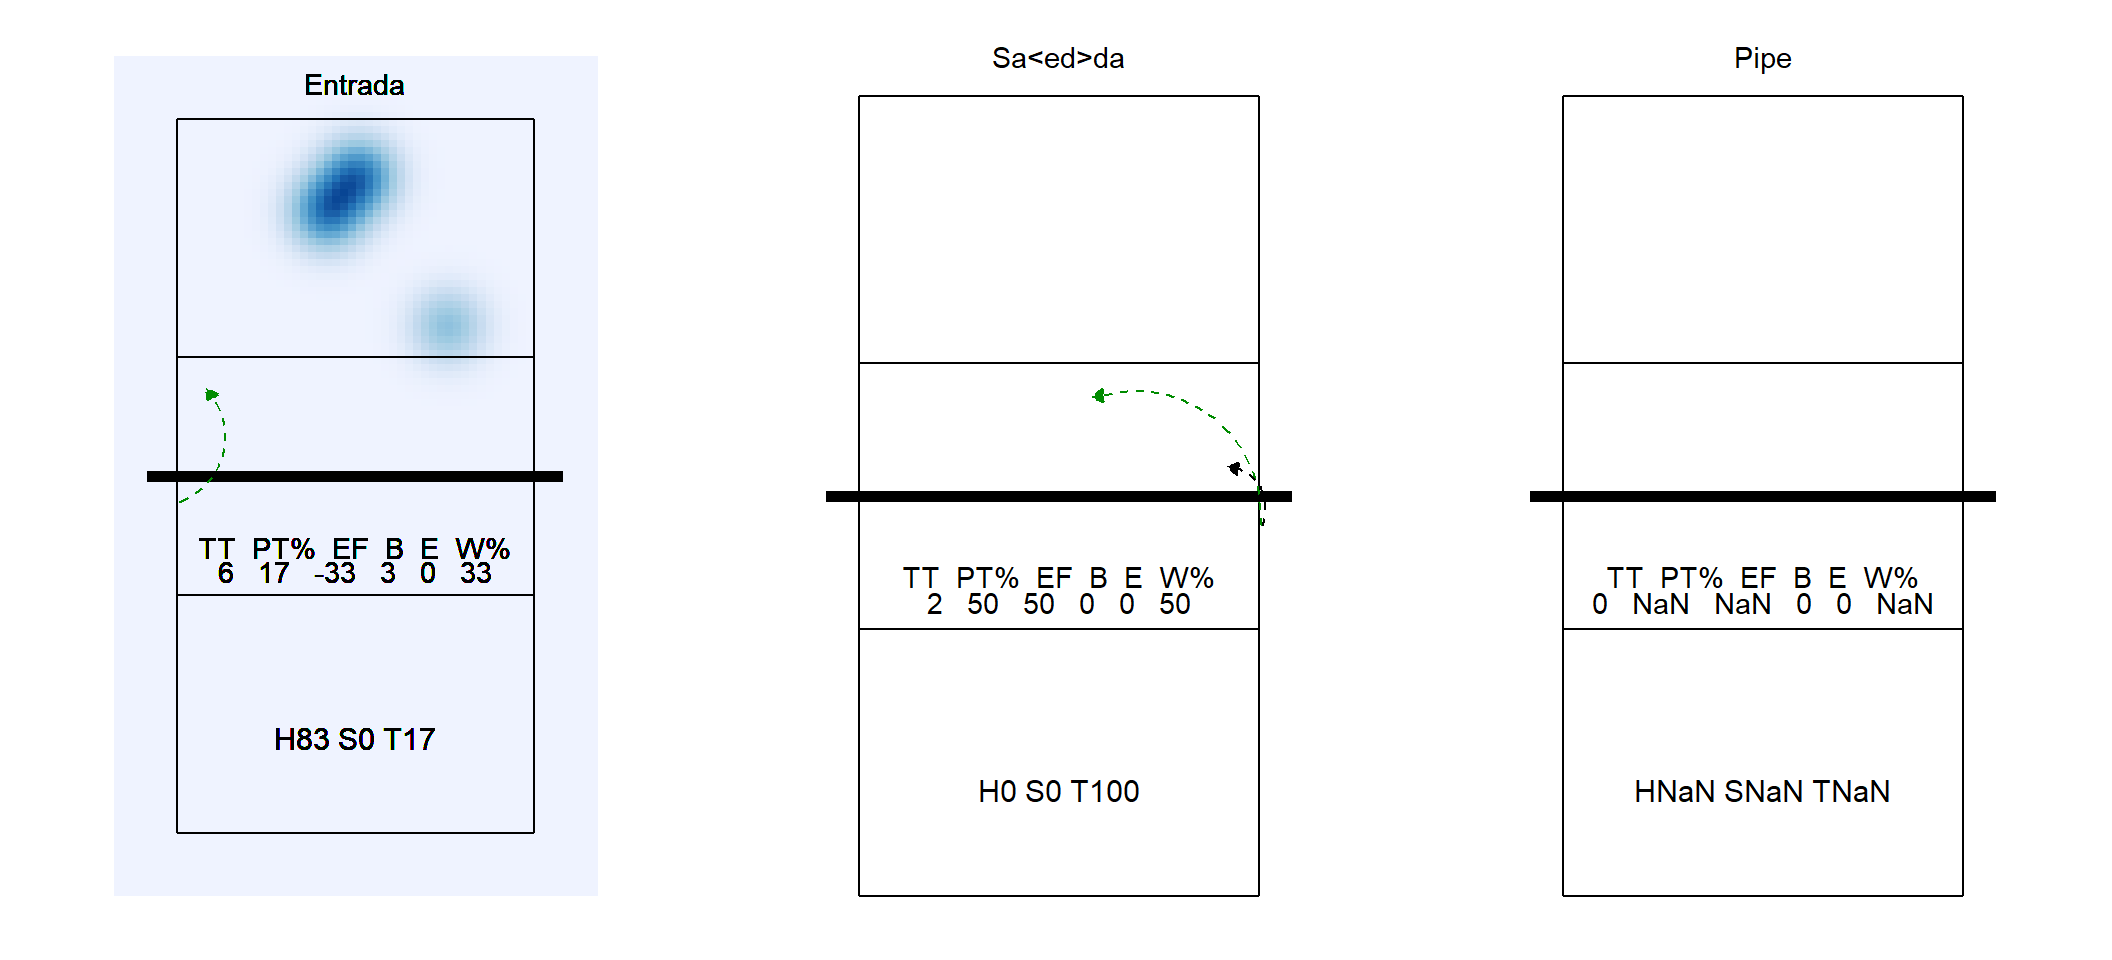 Entrada
TT PT% EF B E W%
6 17 -33 3 0 33
H83 S0 T17
Sa<ed>da
TT PT% EF B E W%
2 50 50 0 0 50
H0 S0 T100
Pipe
TT PT% EF B E W%
0 NaN NaN 0 0 NaN
HNaN SNaN TNaN